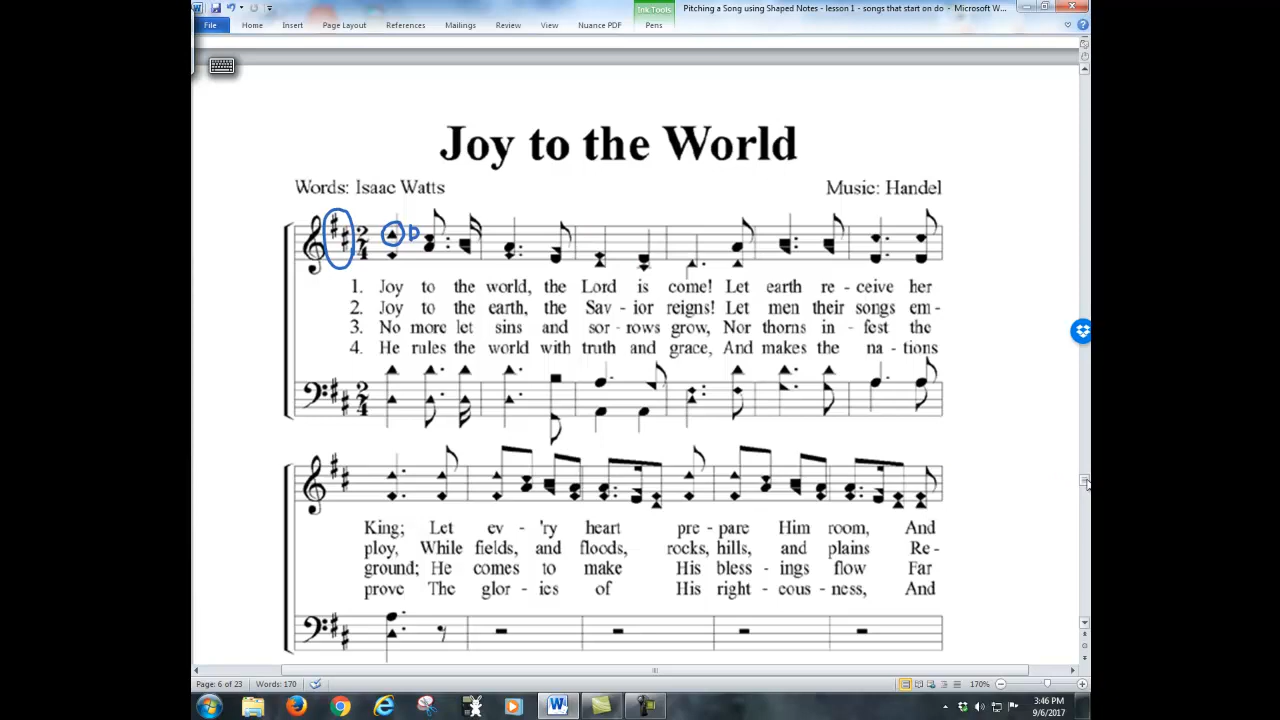 Pitching a Song using Shaped Notes - lesson 1 - songs that start on do - Microsoft W...
Ink Tools
File Home Insert Page Layout References Mailings Review View Nuance PDF Pens
Joy to the World
Words: Isaac Watts Music: Handel
D
2 4
1. Joy to the world, the Lord is come! Let earth re - ceive her
2. Joy to the earth, the Sav - ior reigns! Let men their songs em -
3. No more let sins and sor - rows grow, Nor thorns in - fest the
4. He rules the world with truth and grace, And makes the na - tions
2 4
King; Let ev - 'ry heart pre - pare Him room, And
ploy, While fields, and floods, rocks, hills, and plains Re -
ground; He comes to make His bless - ings flow Far
prove The glor - ies of His right - eous - ness, And
Page: 6 of 23 Words: 170 170%
3:46 PM
9/6/2017